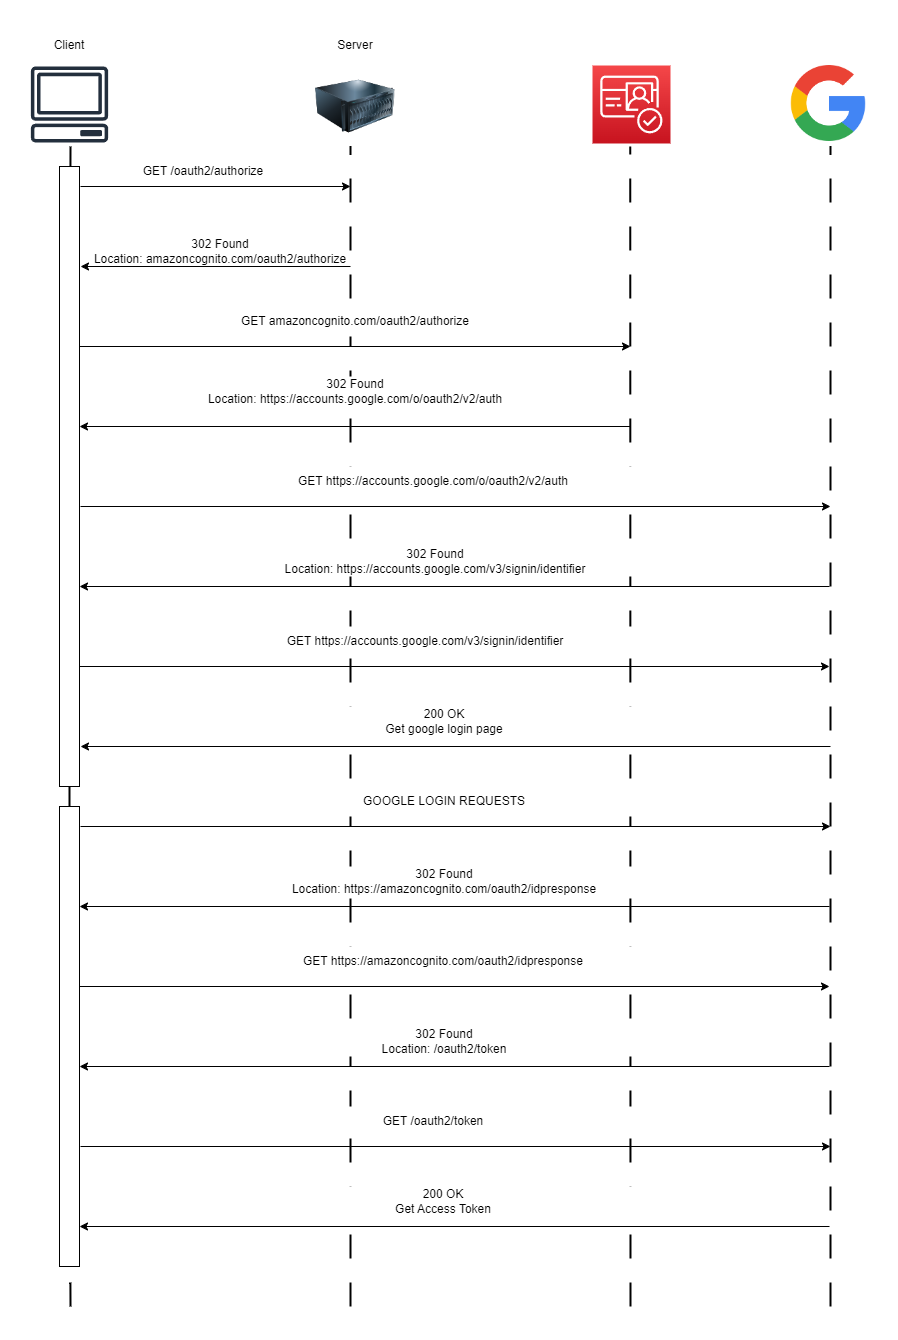 Client
Server
GET /oauth2/authorize
302 Found
Location: amazoncognito.com/oauth2/authorize
GET amazoncognito.com/oauth2/authorize
302 Found
Location: https://accounts.google.com/o/oauth2/v2/auth
GET https://accounts.google.com/o/oauth2/v2/auth
302 Found
Location: https://accounts.google.com/v3/signin/identifier
GET https://accounts.google.com/v3/signin/identifier
200 OK
Get google login page
GOOGLE LOGIN REQUESTS
302 Found
Location: https://amazoncognito.com/oauth2/idpresponse
GET https://amazoncognito.com/oauth2/idpresponse
302 Found
Location: /oauth2/token
GET /oauth2/token
200 OK
Get Access Token